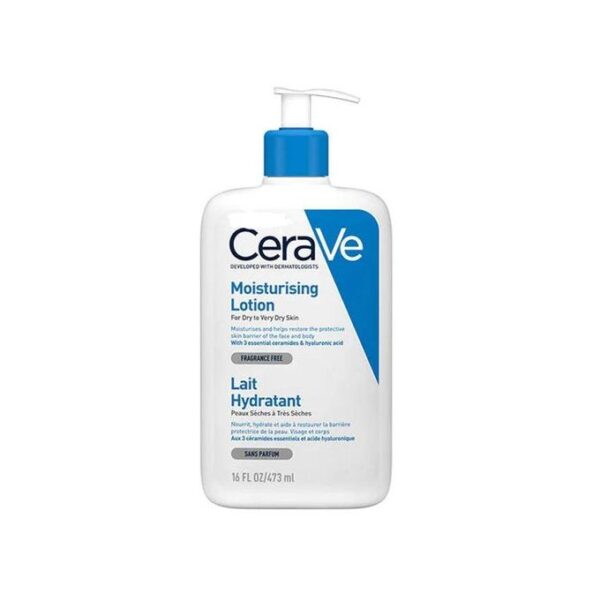 CeraVe
DEVELOPED WITH DERMATOLOGISTS
Moisturising
Lotion
For Dry to Very Dry Skin
Moisturises and helps restore the protective
skin barrier of the face and body
With 3 essential ceramides & hyaluronic acid
FRAGRANCE FREE
Lait
Hydratant
Peaux Sèches à Très Sèches
Nourrit, hydrate et aide à restaurer la barrière
protectrice de la peau. Visage et corps
Aux 3 céramides essentiels et acide hyaluronique
SANS PARFUM
16 FL OZ/473 ml